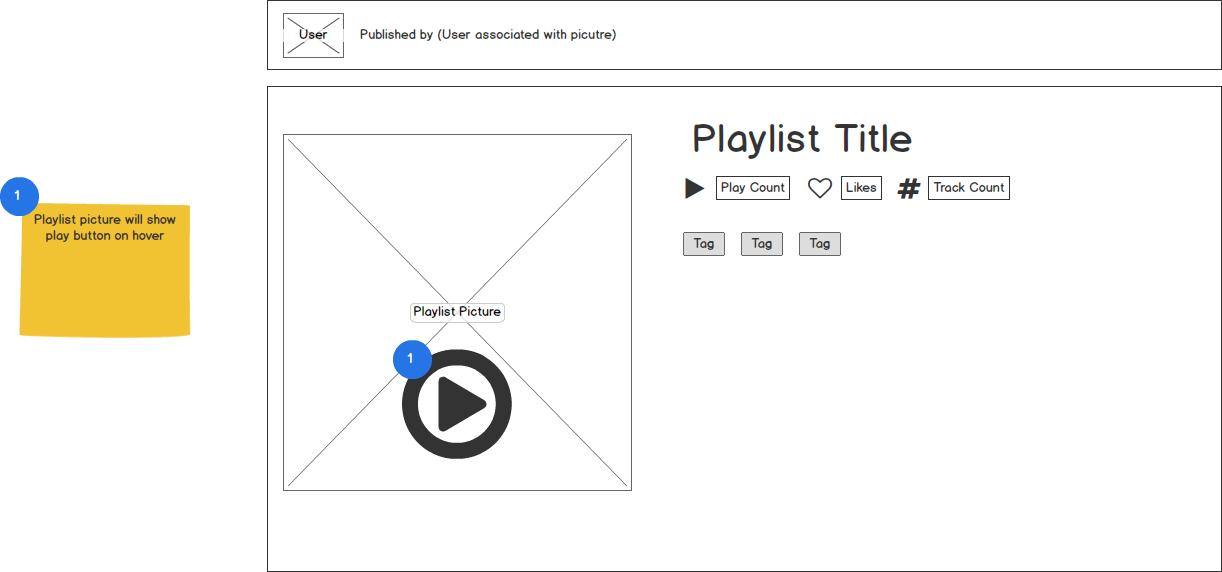 User
Published by (User associated with picutre)
Playlist Title
Play Count
Likes
# Track Count
Tag
Tag
Tag
1
Playlist picture will show
play button on hover
Playlist Picture
1